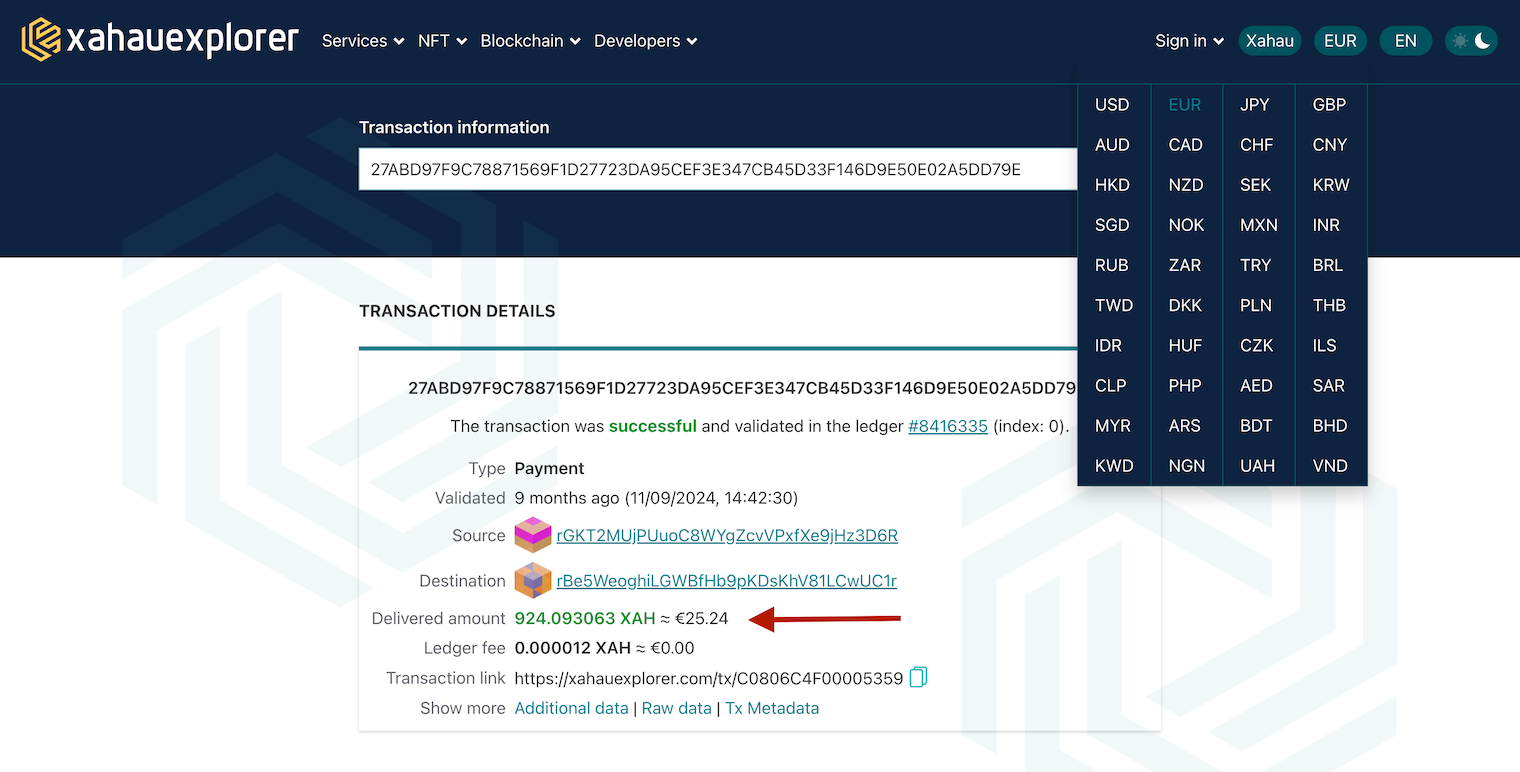 xahauexplorer Services NFT Blockchain Developers Sign in Xahau EUR EN
USD EUR JPY GBP
AUD CAD CHF CNY
HKD NZD SEK KRW
SGD NOK MXN INR
RUB ZAR TRY BRL
TWD DKK PLN THB
IDR HUF CZK ILS
CLP PHP AED SAR
MYR ARS BDT BHD
KWD NGN UAH VND
Transaction information
27ABD97F9C78871569F1D27723DA95CEF3E347CB45D33F146D9E50E02A5DD79E
TRANSACTION DETAILS
27ABD97F9C78871569F1D27723DA95CEF3E347CB45D33F146D9E50E02A5DD79
The transaction was successful and validated in the ledger #8416335 (index: 0).
Type Payment
Validated 9 months ago (11/09/2024, 14:42:30)
Source rGKT2MUjPUuoC8WYgZcvVPxfXe9jHz3D6R
Destination rBe5WeoghiLGWBfHb9pKDsKhV81LCwUC1r
Delivered amount 924.093063 XAH ≈ €25.24
Ledger fee 0.000012 XAH ≈ €0.00
Transaction link https://xahauexplorer.com/tx/C0806C4F00005359
Show more Additional data | Raw data | Tx Metadata